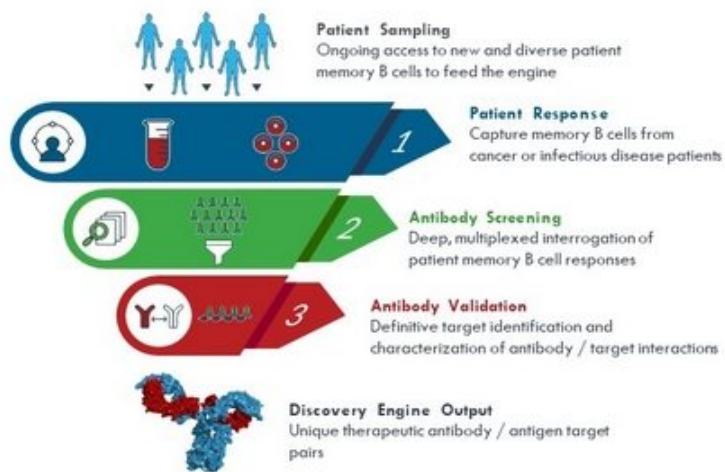 Patient Sampling
Ongoing access to new and diverse patient
memory B cells to feed the engine
Patient Response
Capture memory B cells from
cancer or infectious disease patients
1
Antibody Screening
Deep, multiplexed interrogation of
patient memory B cell responses
2
Antibody Validation
Definitive target identification and
characterization of antibody / target interactions
3
Discovery Engine Output
Unique therapeutic antibody / antigen target
pairs